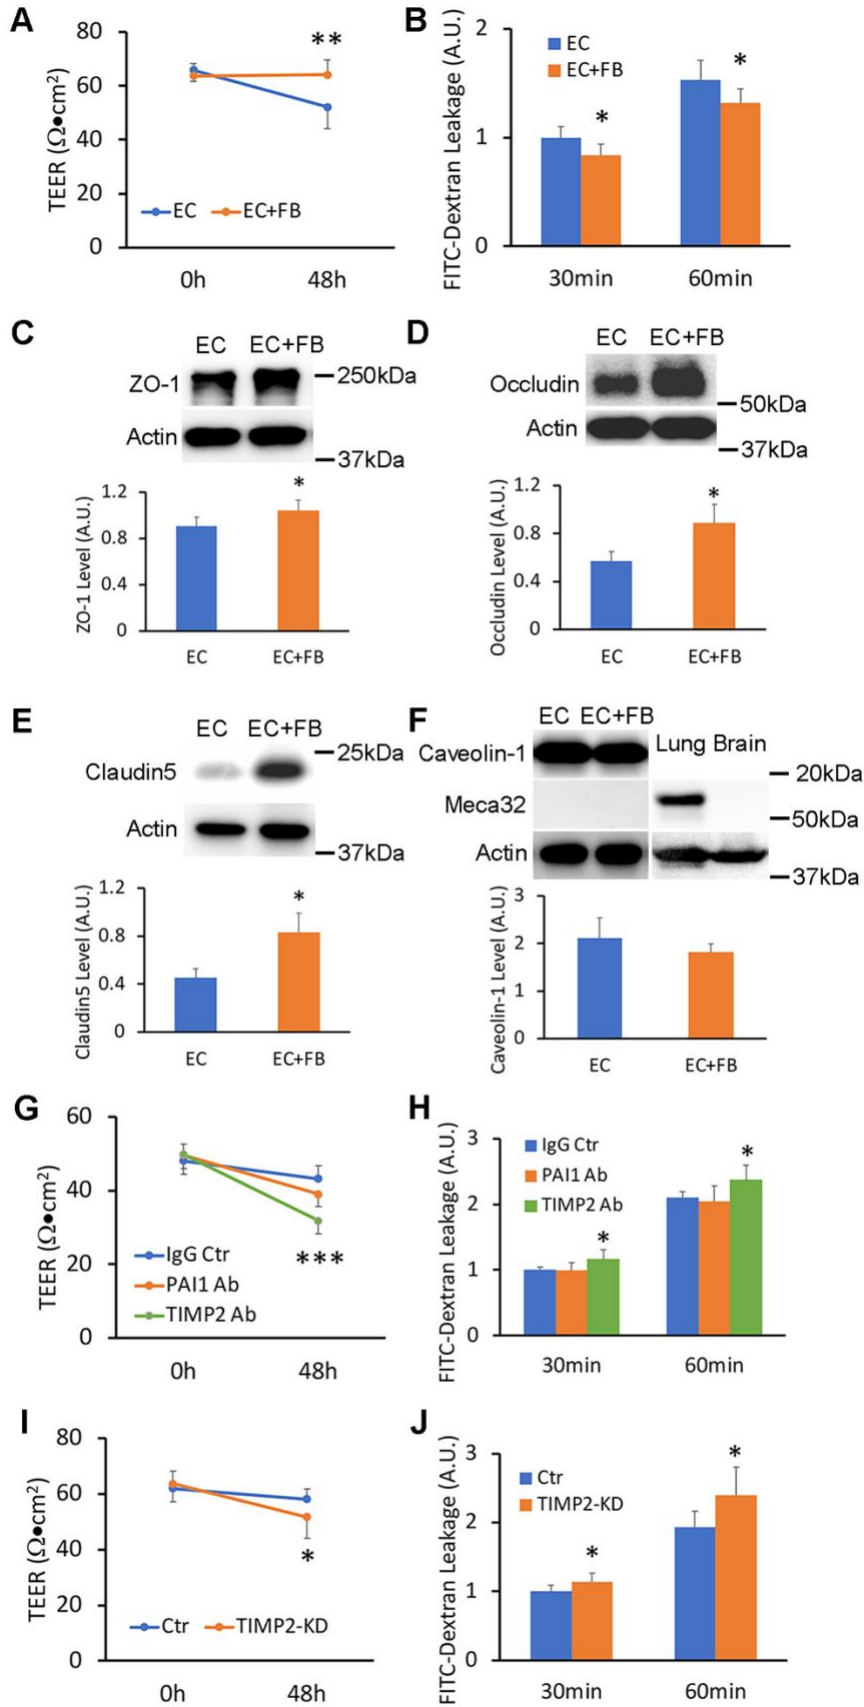 A
TEER (Ω•cm²)
80
60
40
20
0
**
EC EC+FB
0h 48h
B
FITC-Dextran Leakage (A.U.)
2
1
0
EC
EC+FB
* *
30min 60min
C
EC EC+FB
ZO-1 250kDa
Actin
37kDa
ZO-1 Level (A.U.)
1.2
0.8
0.4
0
*
EC EC+FB
D
EC EC+FB
Occludin
50kDa
Actin
37kDa
Occludin Level (A.U.)
1.2
0.8
0.4
0
*
EC EC+FB
E
EC EC+FB
25kDa
Claudin5
Actin
37kDa
Claudin5 Level (A.U.)
1.2
0.8
0.4
0
*
EC EC+FB
F
EC EC+FB
Caveolin-1 Lung Brain
20kDa
Meca32
50kDa
Actin
37kDa
Caveolin-1 Level (A.U.)
3
2
1
0
EC EC+FB
G
TEER (Ω•cm²)
60
40
20
0
***
IgG Ctr
PAI1 Ab
TIMP2 Ab
0h 48h
H
FITC-Dextran Leakage (A.U.)
3
2
1
0
IgG Ctr
PAI1 Ab
TIMP2 Ab
* *
30min 60min
I
TEER (Ω•cm²)
80
60
40
20
0
*
Ctr TIMP2-KD
0h 48h
J
FITC-Dextran Leakage (A.U.)
3
2
1
0
Ctr
TIMP2-KD
* *
30min 60min